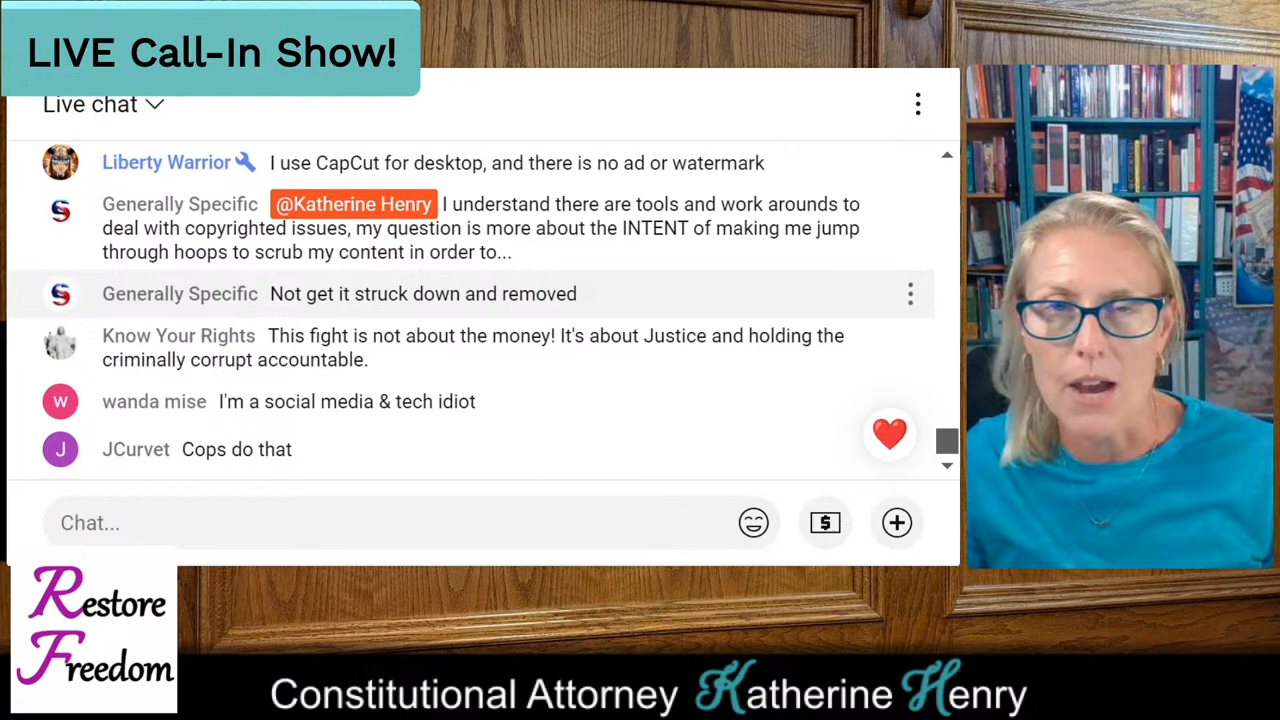 LIVE Call-In Show!
Live chat
Liberty Warrior I use CapCut for desktop, and there is no ad or watermark
Generally Specific @Katherine Henry I understand there are tools and work arounds to
deal with copyrighted issues, my question is more about the INTENT of making me jump
through hoops to scrub my content in order to...
Generally Specific Not get it struck down and removed
Know Your Rights This fight is not about the money! It's about Justice and holding the
criminally corrupt accountable.
W wanda mise I'm a social media & tech idiot
J JCurvet Cops do that
Chat...
$
Restore
Freedom
Constitutional Attorney Katherine Henry